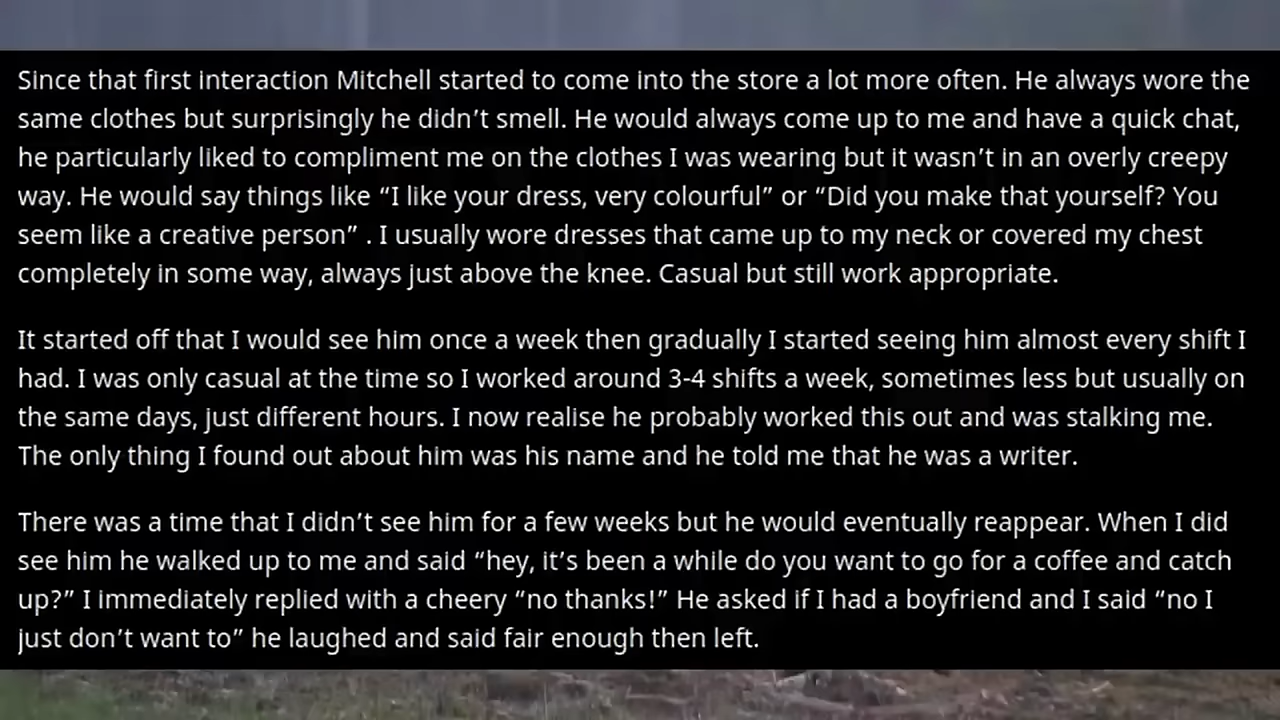 Since that first interaction Mitchell started to come into the store a lot more often. He always wore the
same clothes but surprisingly he didn’t smell. He would always come up to me and have a quick chat,
he particularly liked to compliment me on the clothes I was wearing but it wasn’t in an overly creepy
way. He would say things like “I like your dress, very colourful” or “Did you make that yourself? You
seem like a creative person” . I usually wore dresses that came up to my neck or covered my chest
completely in some way, always just above the knee. Casual but still work appropriate.
It started off that I would see him once a week then gradually I started seeing him almost every shift I
had. I was only casual at the time so I worked around 3-4 shifts a week, sometimes less but usually on
the same days, just different hours. I now realise he probably worked this out and was stalking me.
The only thing I found out about him was his name and he told me that he was a writer.
There was a time that I didn’t see him for a few weeks but he would eventually reappear. When I did
see him he walked up to me and said “hey, it’s been a while do you want to go for a coffee and catch
up?” I immediately replied with a cheery “no thanks!” He asked if I had a boyfriend and I said “no I
just don’t want to” he laughed and said fair enough then left.